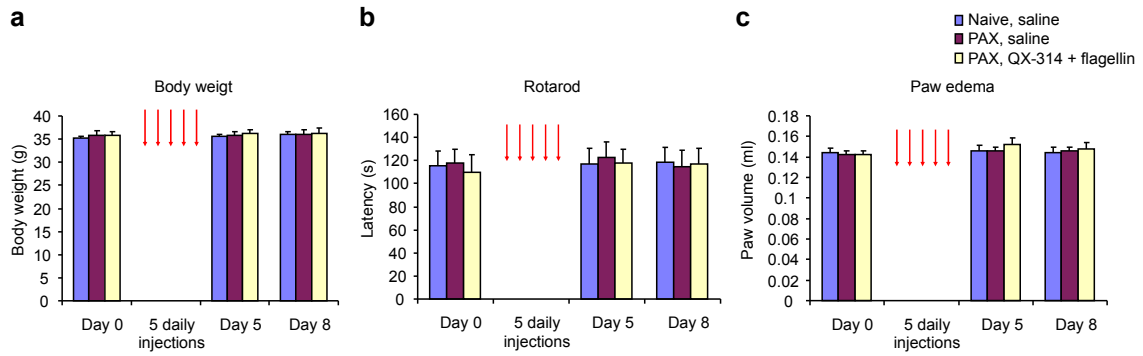 a
b
c
Naive, saline
PAX, saline
PAX, QX-314 + flagellin
Body weigt
Body weight (g)
45
40
35
30
25
20
15
10
5
0
Day 0
5 daily
injections
Day 5
Day 8
Rotarod
Latency (s)
160
140
120
100
80
60
40
20
0
Day 0
5 daily
injections
Day 5
Day 8
Paw edema
Paw volume (ml)
0.2
0.18
0.16
0.14
0.12
0.1
0.08
0.06
0.04
0.02
0
Day 0
5 daily
injections
Day 5
Day 8